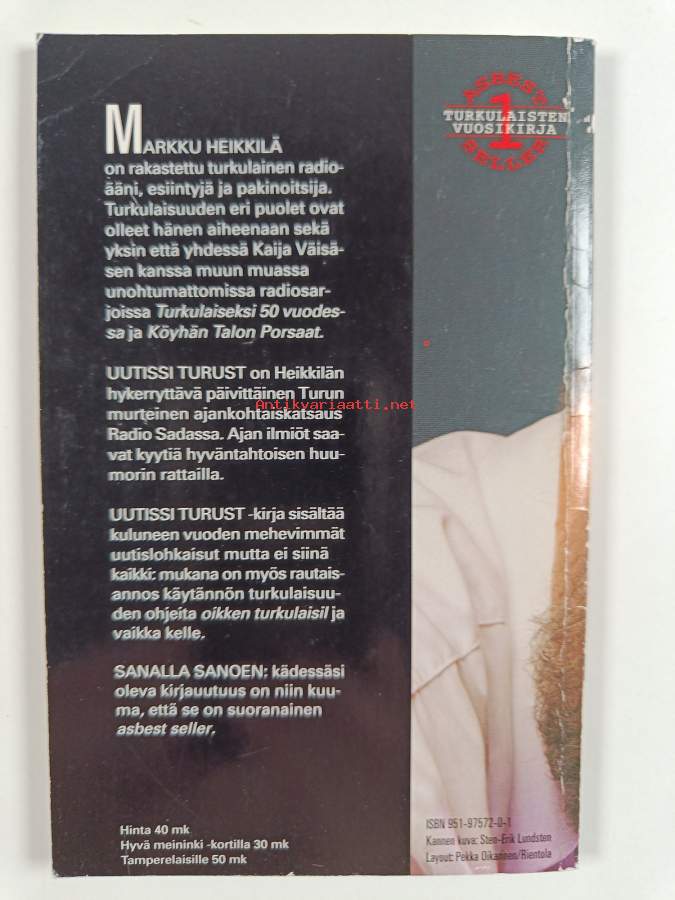 MARKKU HEIKKILÄ
on rakastettu turkulainen radio-
ääni, esiintyjä ja pakinoitsija.
Turkulaisuuden eri puolet ovat
olleet hänen aiheenaan sekä
yksin että yhdessä Kaija Väisä-
sen kanssa muun muassa
unohtumattomissa radiosar-
joissa Turkulaiseksi 50 vuodes-
sa ja Köyhän Talon Porsaat.
UUTISSI TURUST on Heikkilän
hykerryttävä päivittäinen Turun
murteinen ajankohtaiskatsaus
Radio Sadassa. Ajan ilmiöt saa-
vat kyytiä hyväntahtoisen huu-
morin rattailla.
UUTISSI TURUST -kirja sisältää
kuluneen vuoden mehevimmät
uutislohkaisut mutta ei siinä
kaikki: mukana on myös rautais-
annos käytännön turkulaisuu-
den ohjeita oikken turkulaisil ja
vaikka kelle.
SANALLA SANOEN: kädessäsi
oleva kirjauutuus on niin kuu-
ma, että se on suoranainen
asbest seller.
Hinta 40 mk
Hyvä meininki -kortilla 30 mk
Tamperelaisille 50 mk
ASBEST
1
TURKULAISTEN
VUOSIKIRJA
SELLER
Antikvariaatti.net
ISBN 951-97572-0-1
Kannen kuva: Sten-Erik Lundsten
Layout: Pekka Oikarinen/Rientola